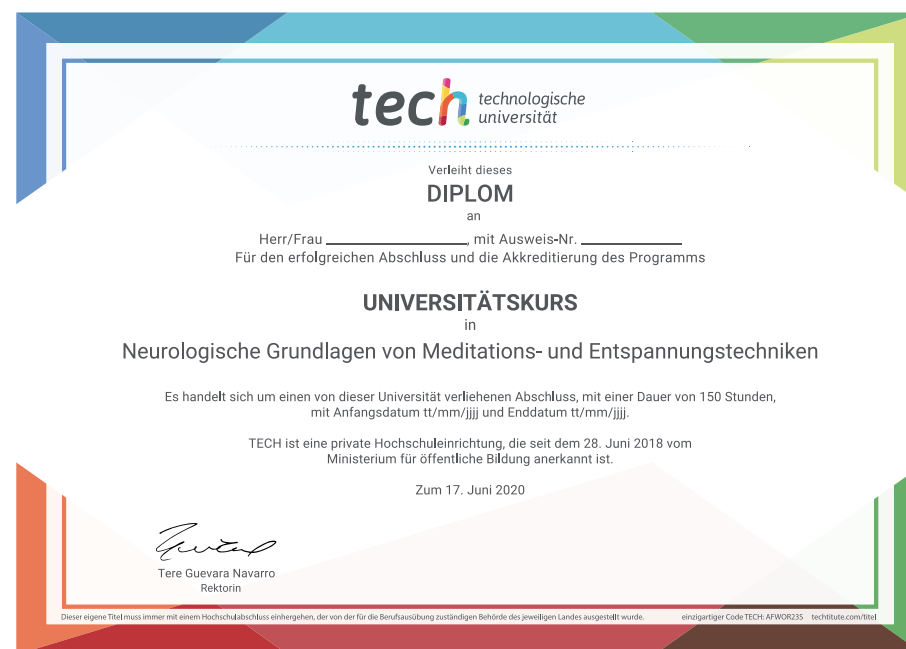 tech technologische
universität
Verleiht dieses
DIPLOM
an
Herr/Frau ____________________, mit Ausweis-Nr. ______________
Für den erfolgreichen Abschluss und die Akkreditierung des Programms
UNIVERSITÄTSKURS
in
Neurologische Grundlagen von Meditations- und Entspannungstechniken
Es handelt sich um einen von dieser Universität verliehenen Abschluss, mit einer Dauer von 150 Stunden,
mit Anfangsdatum tt/mm/jjjj und Enddatum tt/mm/jjjj.
TECH ist eine private Hochschuleinrichtung, die seit dem 28. Juni 2018 vom
Ministerium für öffentliche Bildung anerkannt ist.
Zum 17. Juni 2020
Tere Guevara Navarro
Rektorin
Dieser eigene Titel muss immer mit einem Hochschulabschluss einhergehen, der von der für die Berufsausübung zuständigen Behörde des jeweiligen Landes ausgestellt wurde. einzigartiger Code TECH: AFWOR235 techtitute.com/titel